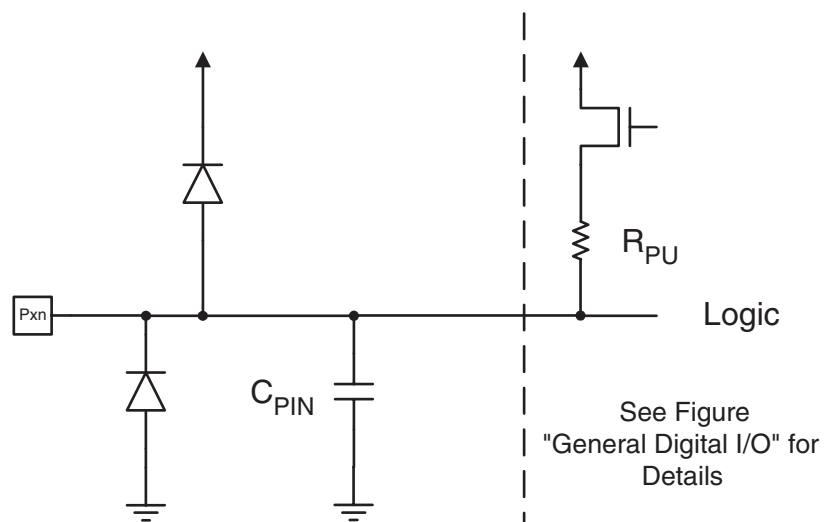 R_PU
Pxn
Logic
C_PIN
See Figure
"General Digital I/O" for
Details